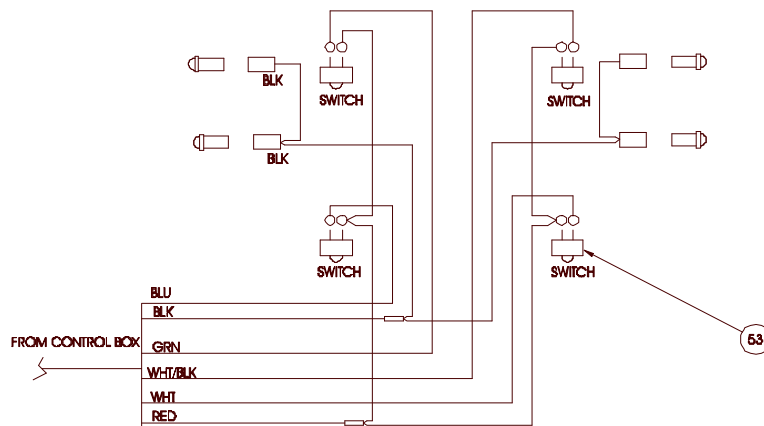 BLK
SWITCH
SWITCH
BLK
SWITCH
SWITCH
BLU
BLK
FROM CONTROL BOX
GRN
53
WHT/BLK
WHT
RED